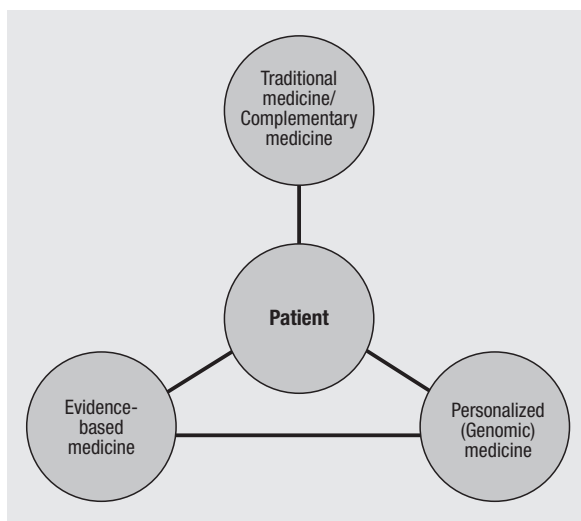 Traditional
medicine/
Complementary
medicine
Patient
Evidence-
based
medicine
Personalized
(Genomic)
medicine